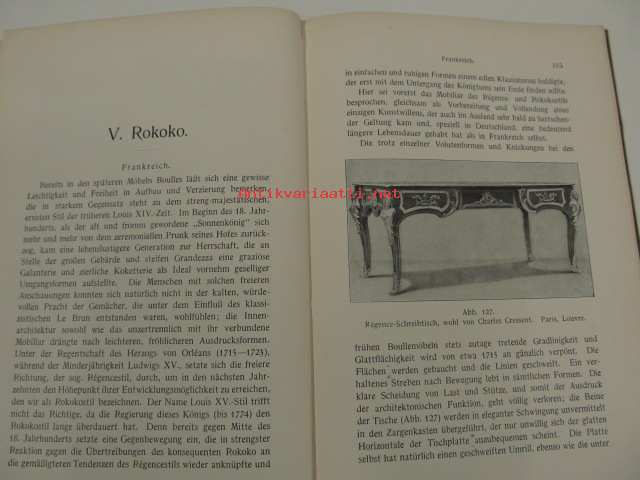 V. Rokoko.
Frankreich.
Bereits in den späteren Möbeln Boulles läßt sich eine gewisse
Leichtigkeit und Freiheit in Aufbau und Verzierung bemerken,
die in starkem Gegensatz steht zu dem streng-majestätischen,
ernsten Stil der früheren Louis XIV. Zeit. Im Beginn des 18. Jahr-
hunderts, als der alt und fromm gewordene „Sonnenkönig“ sich
mehr und mehr von dem zeremoniellen Prunk seines Hofes zurück-
zog, kam eine lebenslustigere Generation zur Herrschaft, die an
Stelle der großen Gebärde und steifen Grandezza eine graziöse
Galanterie und zierliche Koketterie als Ideal vornehm geselliger
Umgangsformen aufstellte. Die Menschen mit solchen freieren
Anschauungen konnten sich natürlich nicht in der kalten, würde-
vollen Pracht der Gemächer, die unter dem Einfluß des klassi-
zistischen Le Brun entstanden waren, wohlfühlen; die Innen-
architektur sowohl wie das unzertrennlich mit ihr verbundene
Mobiliar drängte nach leichteren, fröhlicheren Ausdrucksformen.
Unter der Regentschaft des Herzogs von Orléans (1715—1723),
während der Minderjährigkeit Ludwigs XV., setzte sich die freiere
Richtung, der sog. Régencestil, durch, um in den nächsten Jahr-
zehnten den Höhepunkt ihrer Entwicklungsmöglichkeit zu erreichen,
den wir als Rokokostil bezeichnen. Der Name Louis XV.-Stil trifft
nicht das Richtige, da die Regierung dieses Königs (bis 1774) den
Rokokostil lange überdauert hat. Denn bereits gegen Mitte des
18. Jahrhunderts setzte eine Gegenbewegung ein, die in strengster
Reaktion gegen die Übertreibungen des konsequenten Rokoko an
die gemäßigteren Tendenzen des Régencestils wieder anknüpfte und
Frankreich. 115
in einfachen und ruhigen Formen einem edlen Klassizismus huldigte,
der erst mit dem Untergang des Königtums sein Ende finden sollte.
Hier sei vorerst das Mobiliar des Régence- und Rokokostils
besprochen, gleichsam als Vorbereitung und Vollendung eines
einzigen Kunstwillens, der auch im Ausland sehr bald zu herrschen-
der Geltung kam und, speziell in Deutschland, eine bedeutend
längere Lebensdauer gehabt hat als in Frankreich selbst.
Die trotz einzelner Volutenformen und Knickungen bei den
antikvariaatti.net
Abb. 127.
Régence-Schreibtisch, wohl von Charles Cressent. Paris, Louvre.
frühen Boullemöbeln stets zutage tretende Gradlinigkeit und
Glattflächigkeit wird von etwa 1715 an gänzlich verpönt. Die
Flächen werden gebaucht und die Linien geschweift. Ein ver-
haltenes Streben nach Bewegung lebt in sämtlichen Formen. Die
klare Scheidung von Last und Stütze, und somit der Ausdruck
der architektonischen Funktion, geht völlig verloren; die Beine
der Tische (Abb. 127) werden in eleganter Schwingung unvermittelt
in den Zargenkasten übergeführt, der nur unwillig sich der glatten
Horizontale der Tischplatte anzubequemen scheint. Die Platte
selbst hat natürlich einen geschweiften Umriß, ebenso wie die unter